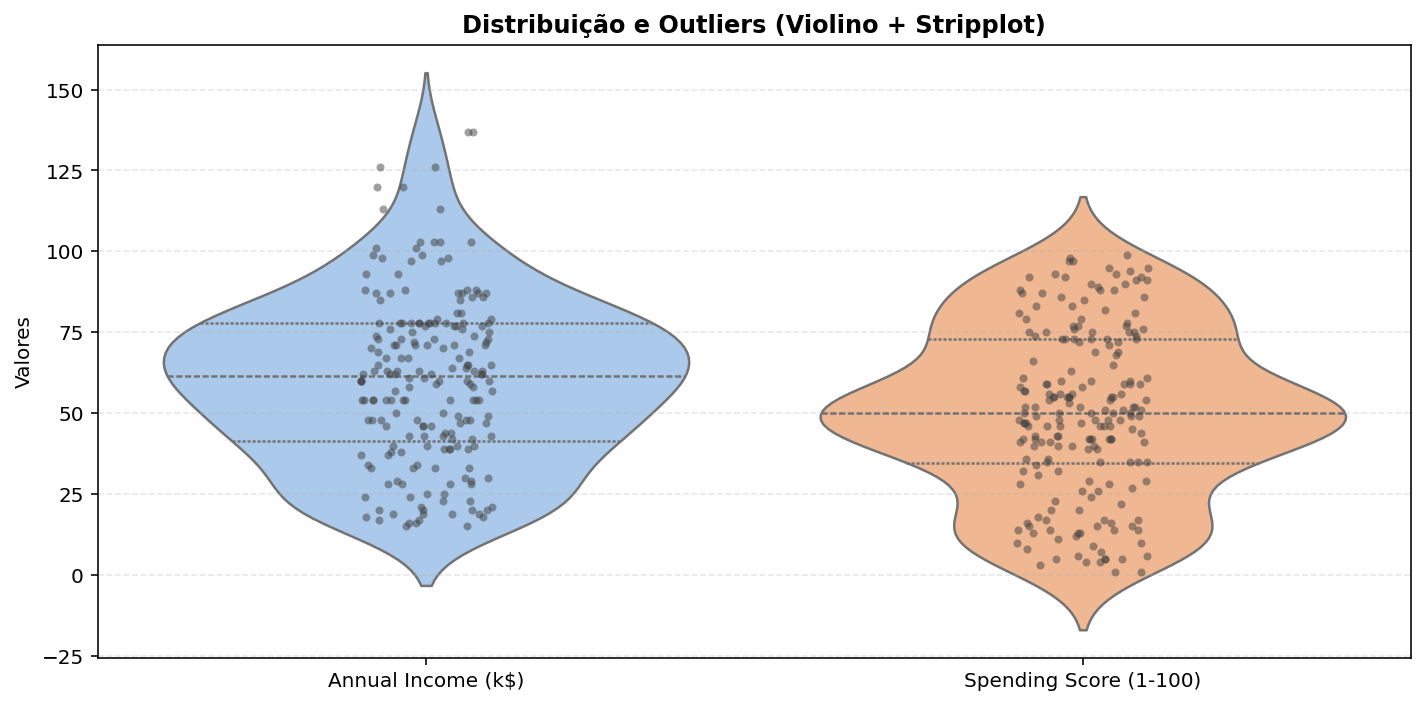 Distribuição e Outliers (Violino + Stripplot)
Valores
150
125
100
75
50
25
0
−25
Annual Income (k$)
Spending Score (1-100)